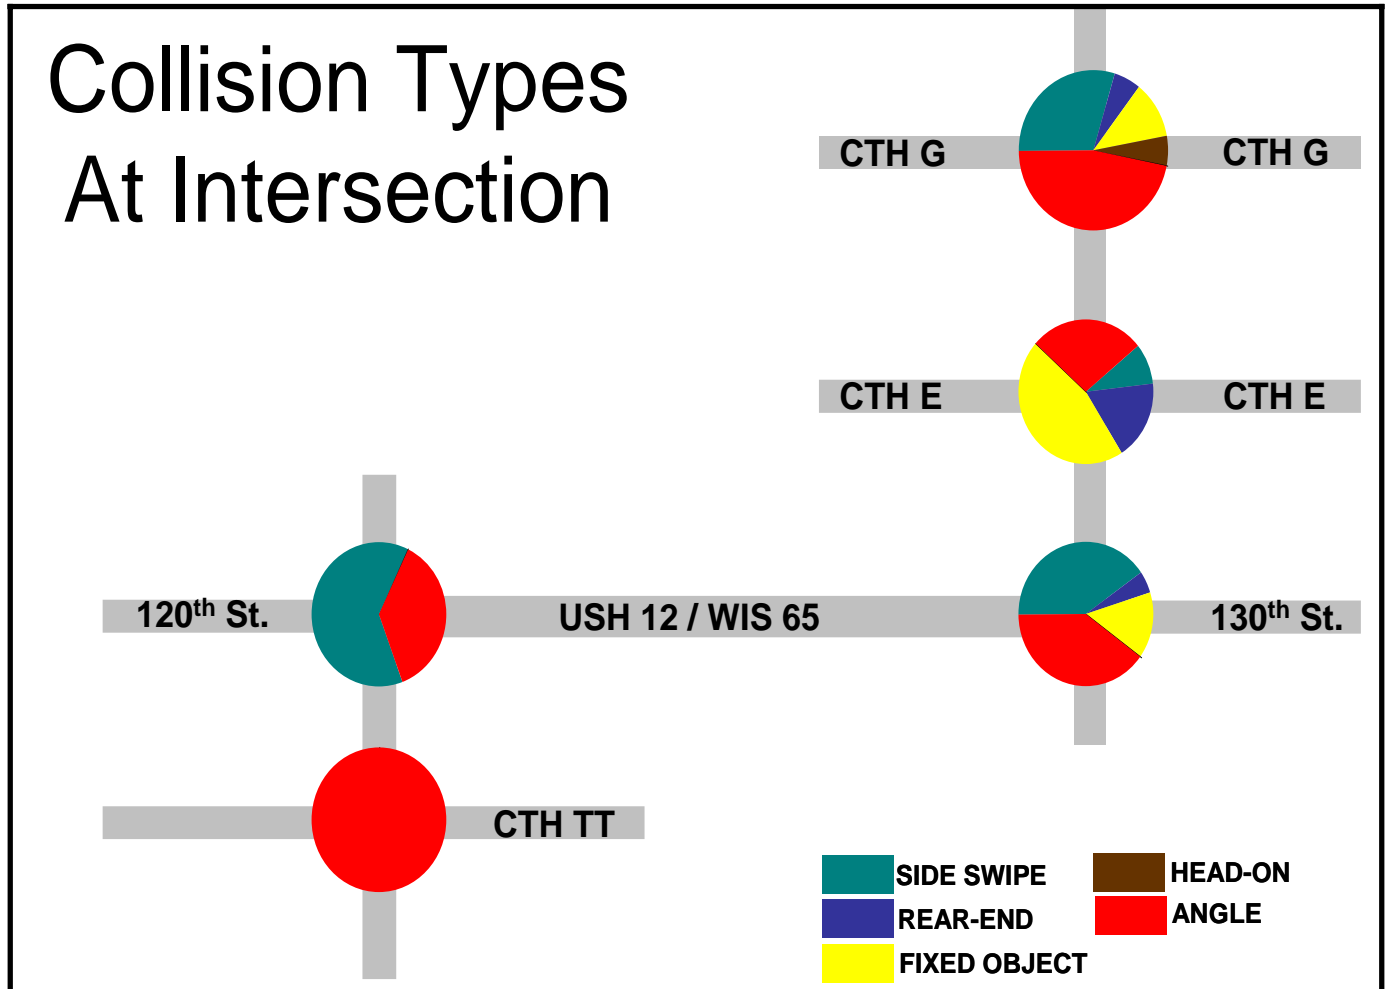 Collision Types
At Intersection
CTH G
CTH G
CTH E
CTH E
120th St.
USH 12 / WIS 65
130th St.
CTH TT
SIDE SWIPE
HEAD-ON
REAR-END
ANGLE
FIXED OBJECT